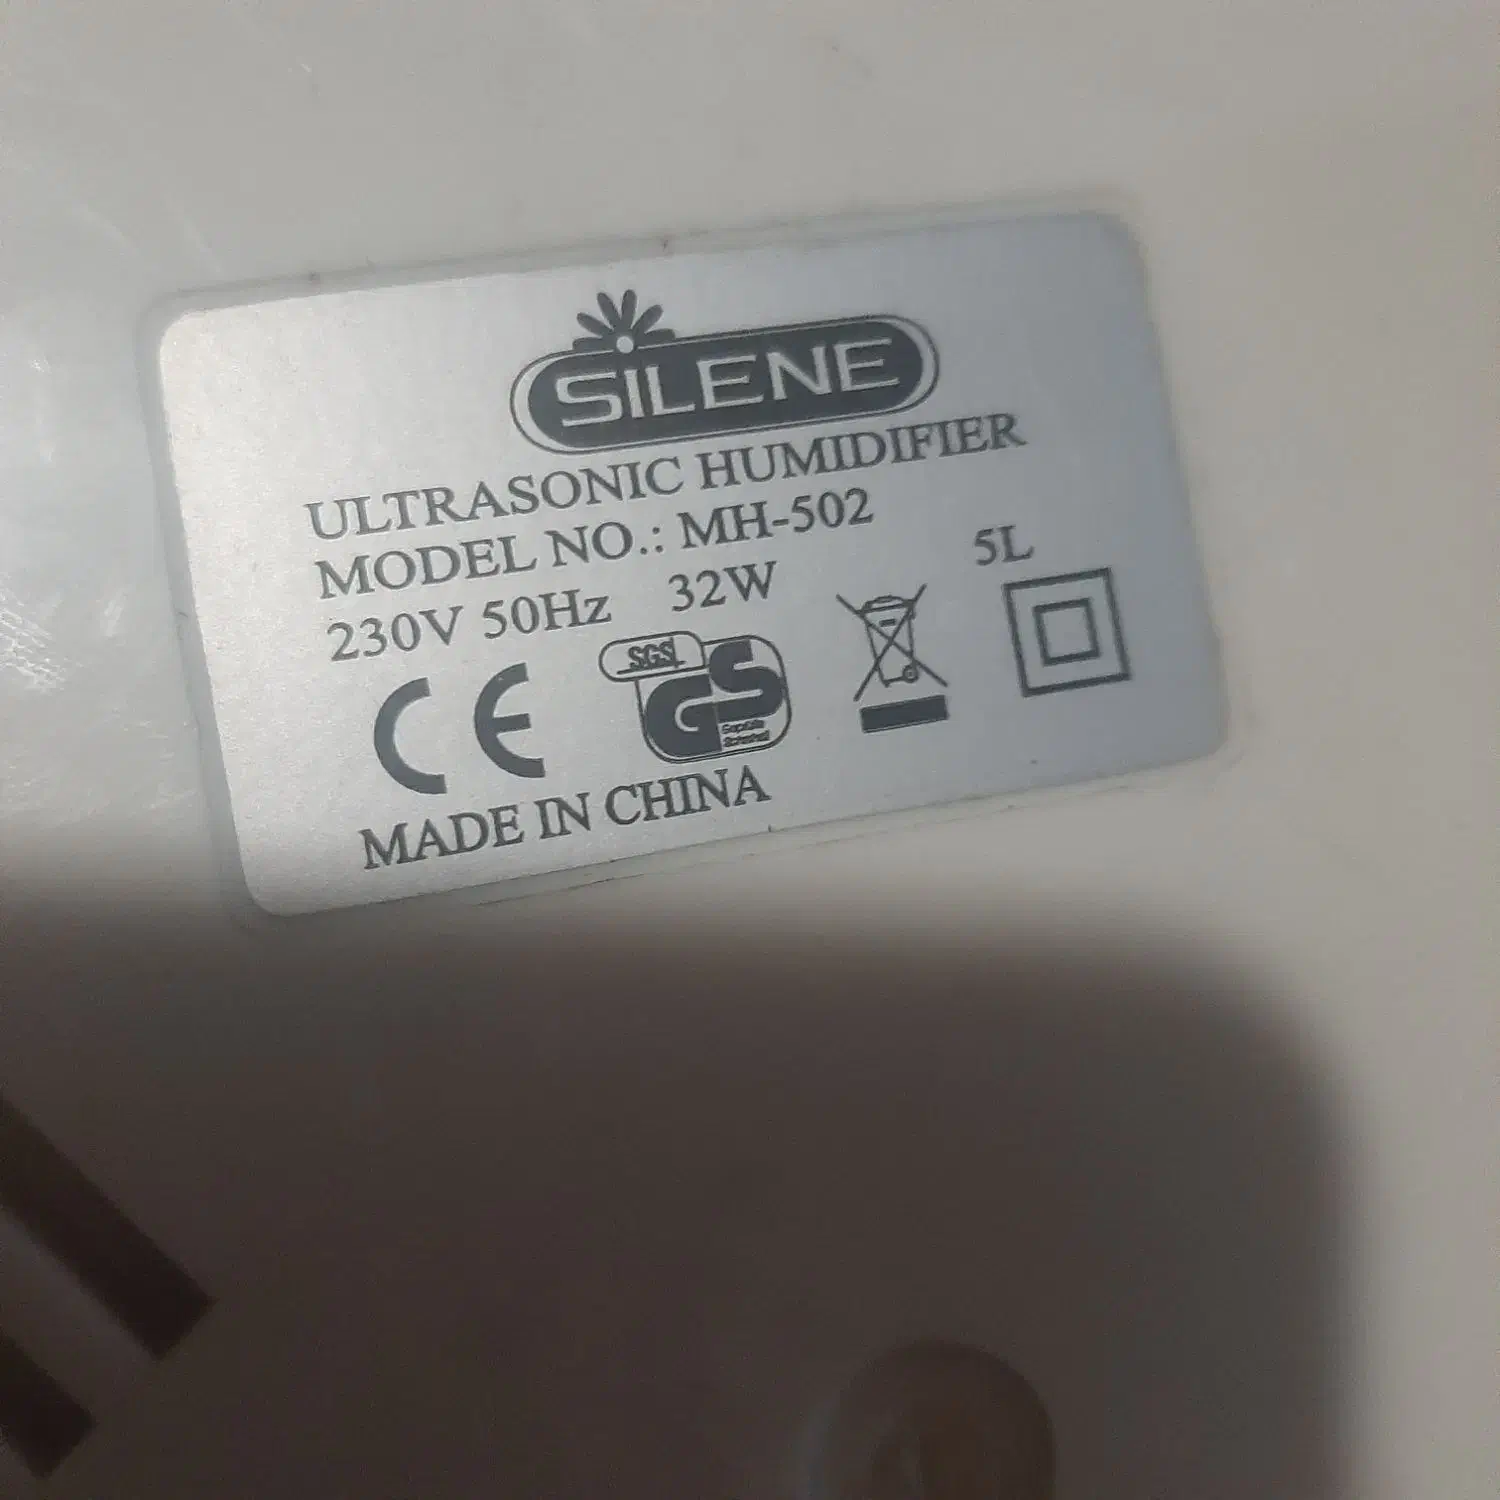 SILENE
ULTRASONIC HUMIDIFIER
MODEL NO.: MH-502
230V 50Hz 32W 5L
CE SGS GS
MADE IN CHINA